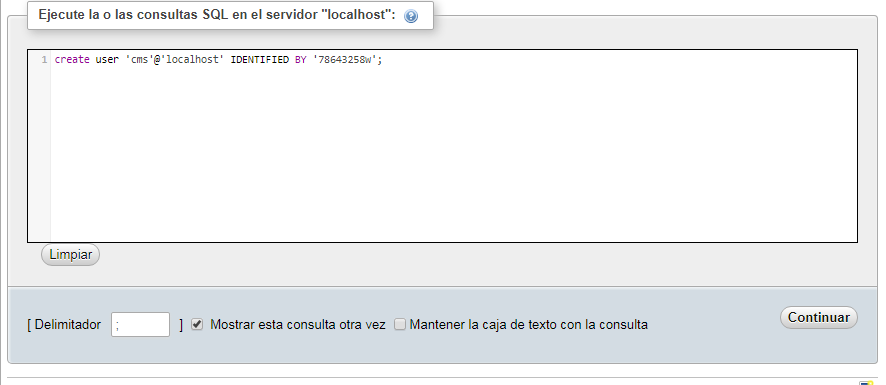 Ejecute la o las consultas SQL en el servidor "localhost":
1 create user 'cms'@'localhost' IDENTIFIED BY '78643258w';
Limpiar
[ Delimitador ; ] Mostrar esta consulta otra vez Mantener la caja de texto con la consulta Continuar